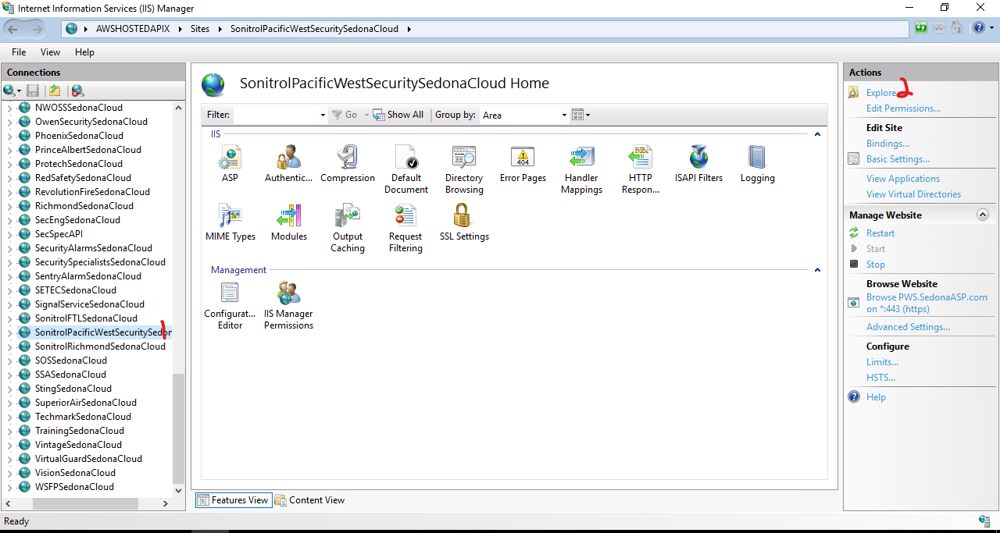 Internet Information Services (IIS) Manager
AWSHOSTEDAPIX Sites SonitrolPacificWestSecuritySedonaCloud
File View Help
Connections
NWOSSSedonaCloud
OwenSecuritySedonaCloud
PhoenixSedonaCloud
PrinceAlbertSedonaCloud
ProtechSedonaCloud
RedSafetySedonaCloud
RevolutionFireSedonaCloud
RichmondSedonaCloud
SecEngSedonaCloud
SecSpecAPI
SecurityAlarmsSedonaCloud
SecuritySpecialistsSedonaCloud
SentryAlarmSedonaCloud
SETECSedonaCloud
SignalServiceSedonaCloud
SonitrolFTLSedonaCloud
SonitrolPacificWestSecuritySedon
1
SonitrolRichmondSedonaCloud
SOSSedonaCloud
SSASedonaCloud
StingSedonaCloud
SuperiorAirSedonaCloud
TechmarkSedonaCloud
TrainingSedonaCloud
VintageSedonaCloud
VirtualGuardSedonaCloud
VisionSedonaCloud
WSFPSedonaCloud
SonitrolPacificWestSecuritySedonaCloud Home
Filter: Go Show All Group by: Area
IIS
ASP
Authentic...
Compression
Default
Document
Directory
Browsing
404
Error Pages
Handler
Mappings
HTTP
Respon...
ISAPI Filters
Logging
MIME Types
Modules
Output
Caching
Request
Filtering
SSL Settings
Management
Configurat...
Editor
IIS Manager
Permissions
Features View Content View
Actions
Explore
2
Edit Permissions...
Edit Site
Bindings...
Basic Settings...
View Applications
View Virtual Directories
Manage Website
Restart
Start
Stop
Browse Website
Browse PWS.SedonaASP.com
on *:443 (https)
Advanced Settings...
Configure
Limits...
HSTS...
Help
Ready